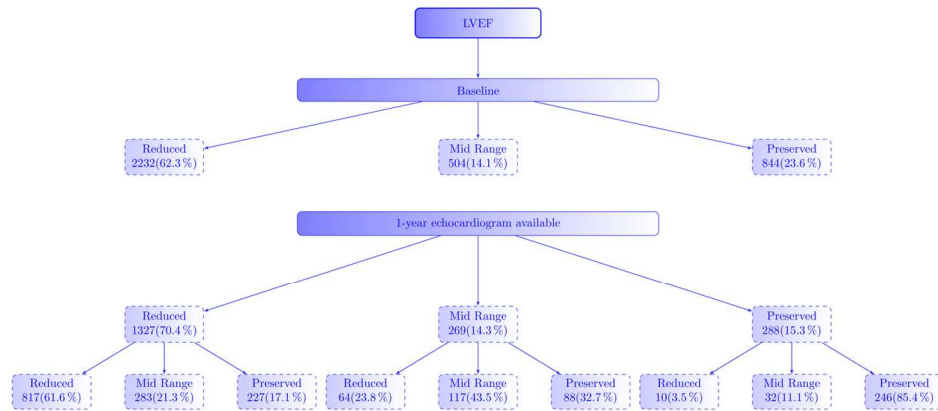 LVEF
Baseline
Reduced
2232(62.3 %)
Mid Range
504(14.1 %)
Preserved
844(23.6 %)
1-year echocardiogram available
Reduced
1327(70.4 %)
Mid Range
269(14.3 %)
Preserved
288(15.3 %)
Reduced
817(61.6 %)
Mid Range
283(21.3 %)
Preserved
227(17.1 %)
Reduced
64(23.8 %)
Mid Range
117(43.5 %)
Preserved
88(32.7 %)
Reduced
10(3.5 %)
Mid Range
32(11.1 %)
Preserved
246(85.4 %)